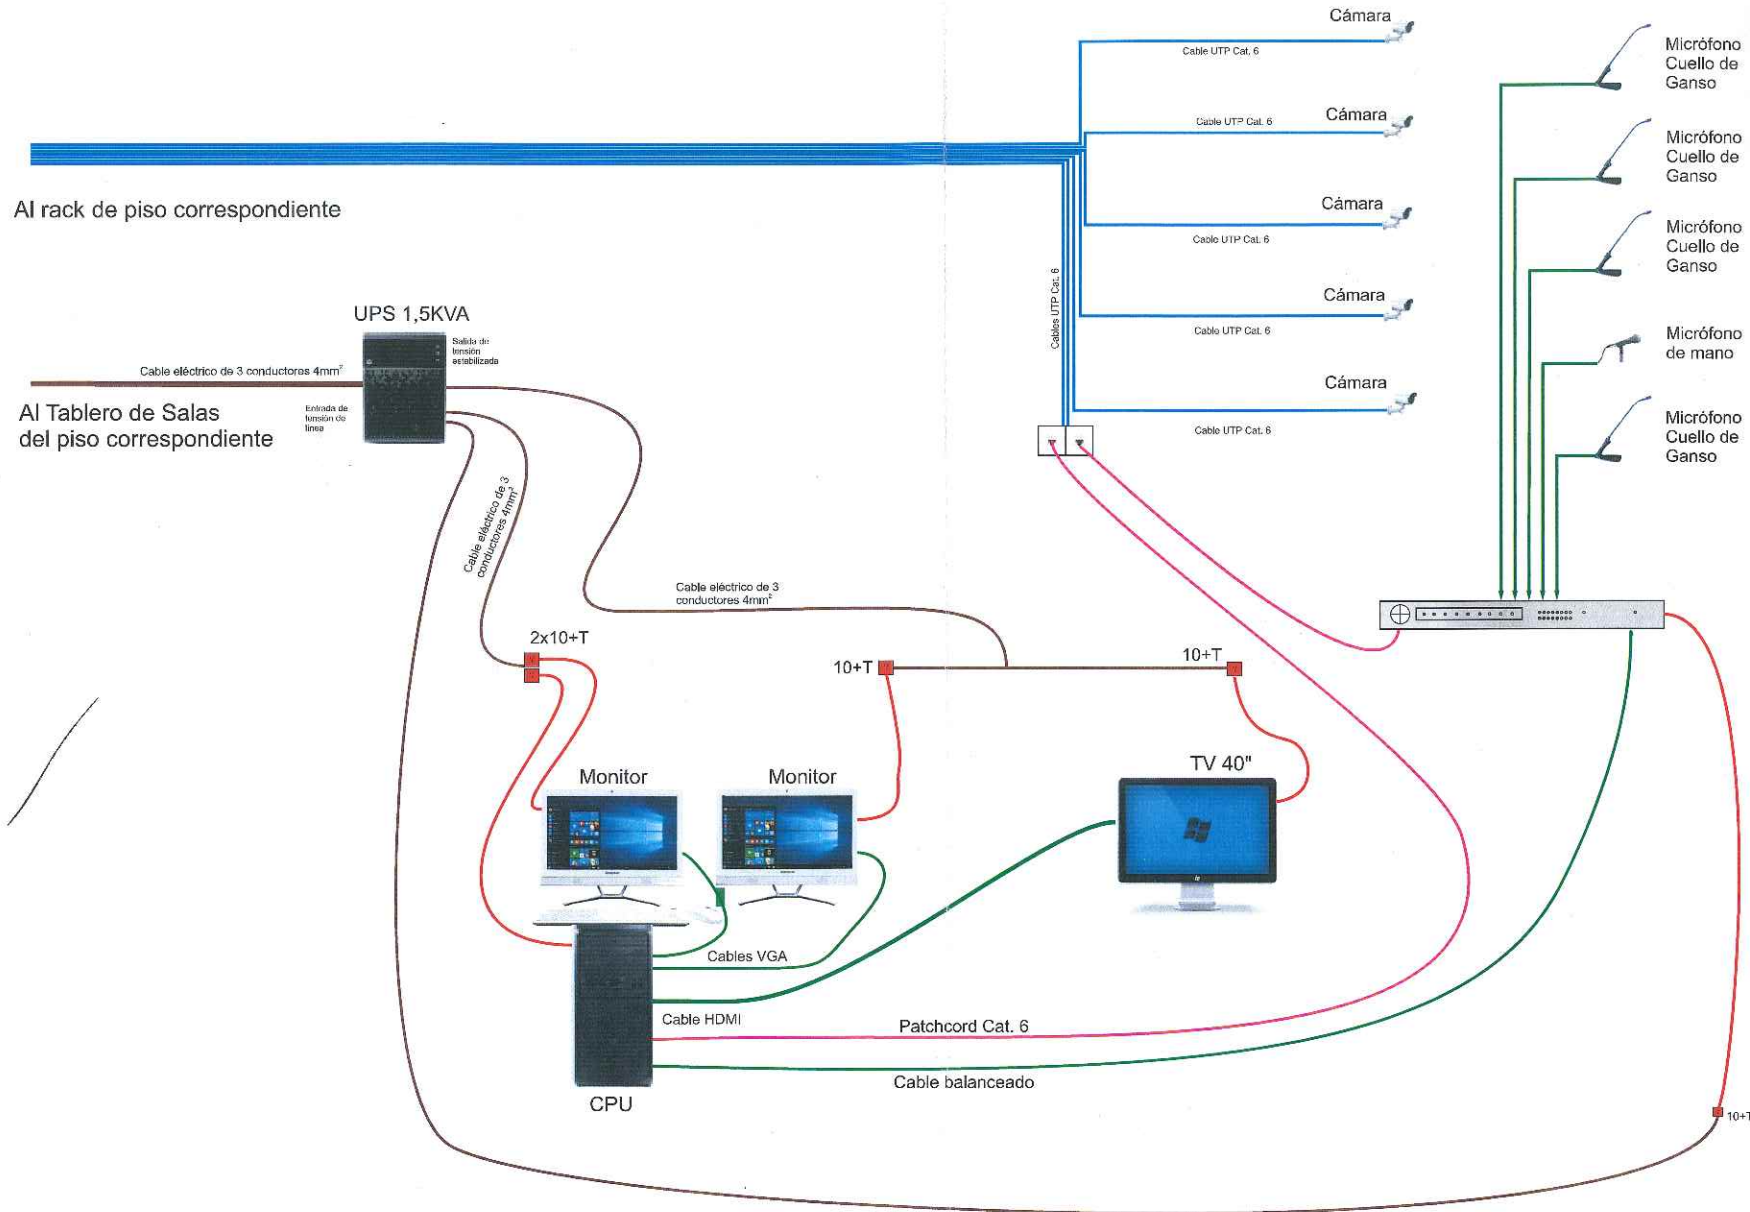 Cámara
Cable UTP Cat. 6
Micrófono
Cuello de
Ganso
Cámara
Cable UTP Cat. 6
Micrófono
Cuello de
Ganso
Al rack de piso correspondiente
Cámara
Cable UTP Cat. 6
Micrófono
Cuello de
Ganso
Cables UTP Cat. 6
Cámara
Cable UTP Cat. 6
Micrófono
de mano
UPS 1,5KVA
Salida de
tensión
estabilizada
Cable eléctrico de 3 conductores 4mm²
Entrada de
tensión de
línea
Al Tablero de Salas
del piso correspondiente
Cámara
Cable UTP Cat. 6
Micrófono
Cuello de
Ganso
Cable eléctrico de 3
conductores 4mm²
Cable eléctrico de 3
conductores 4mm²
2x10+T
10+T
10+T
Monitor
Monitor
TV 40"
Cables VGA
Cable HDMI
Patchcord Cat. 6
Cable balanceado
CPU
10+T